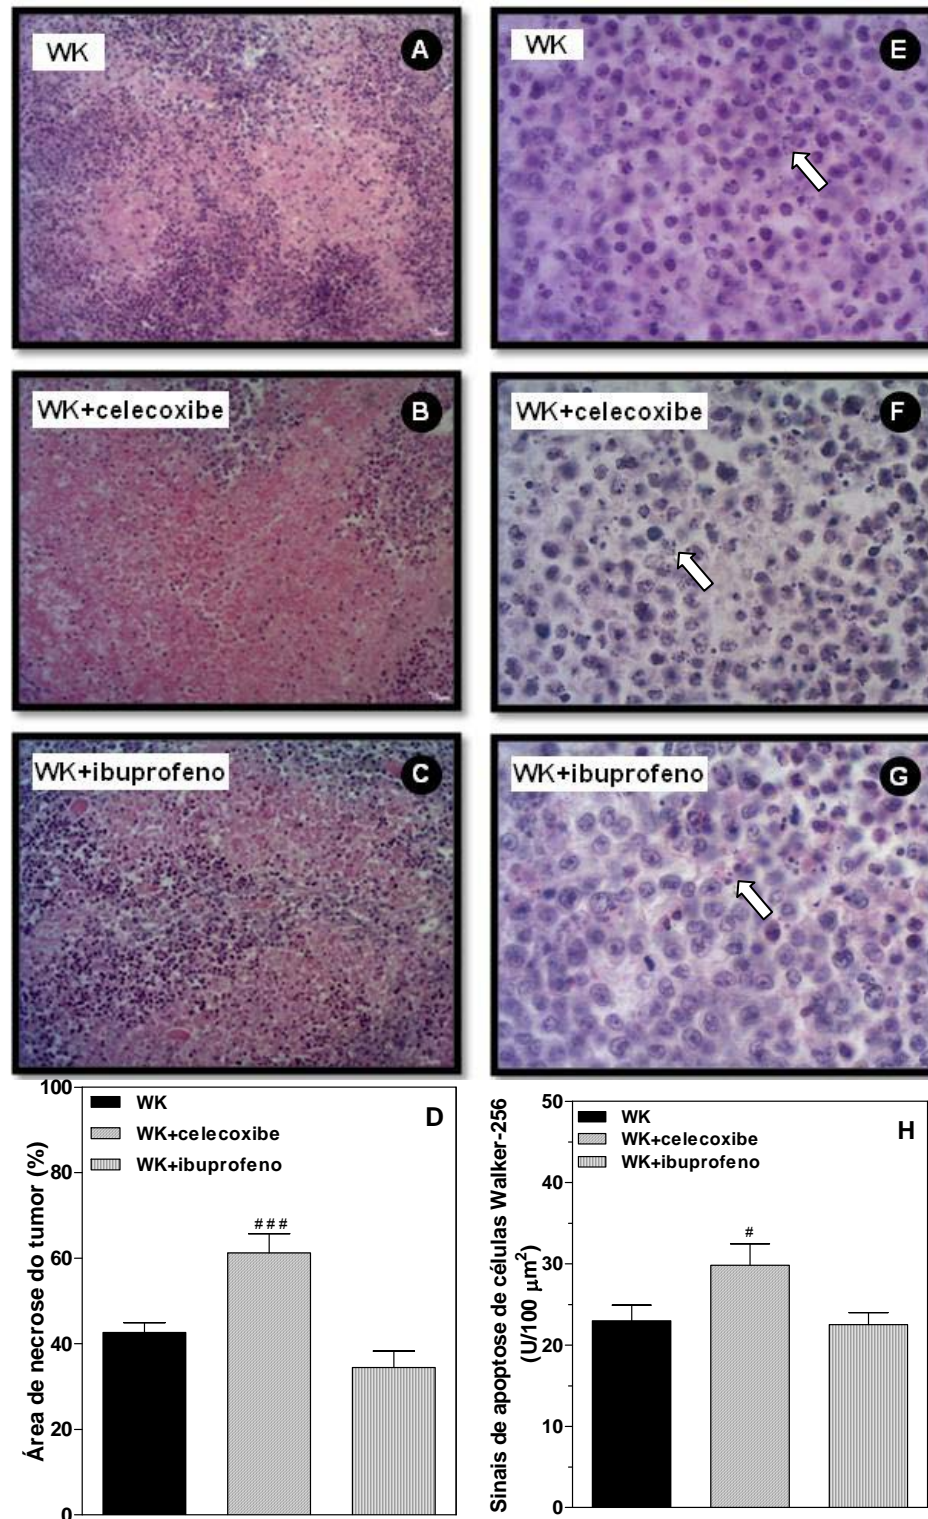 WK
A
WK
E
WK+celecoxibe
B
WK+celecoxibe
F
WK+ibuprofeno
C
WK+ibuprofeno
G
Área de necrose do tumor (%)
100
80
60
40
20
0
WK
WK+celecoxibe
WK+ibuprofeno
D
###
Sinais de apoptose de células Walker-256
(U/100 µm²)
50
40
30
20
10
0
WK
WK+celecoxibe
WK+ibuprofeno
H
#